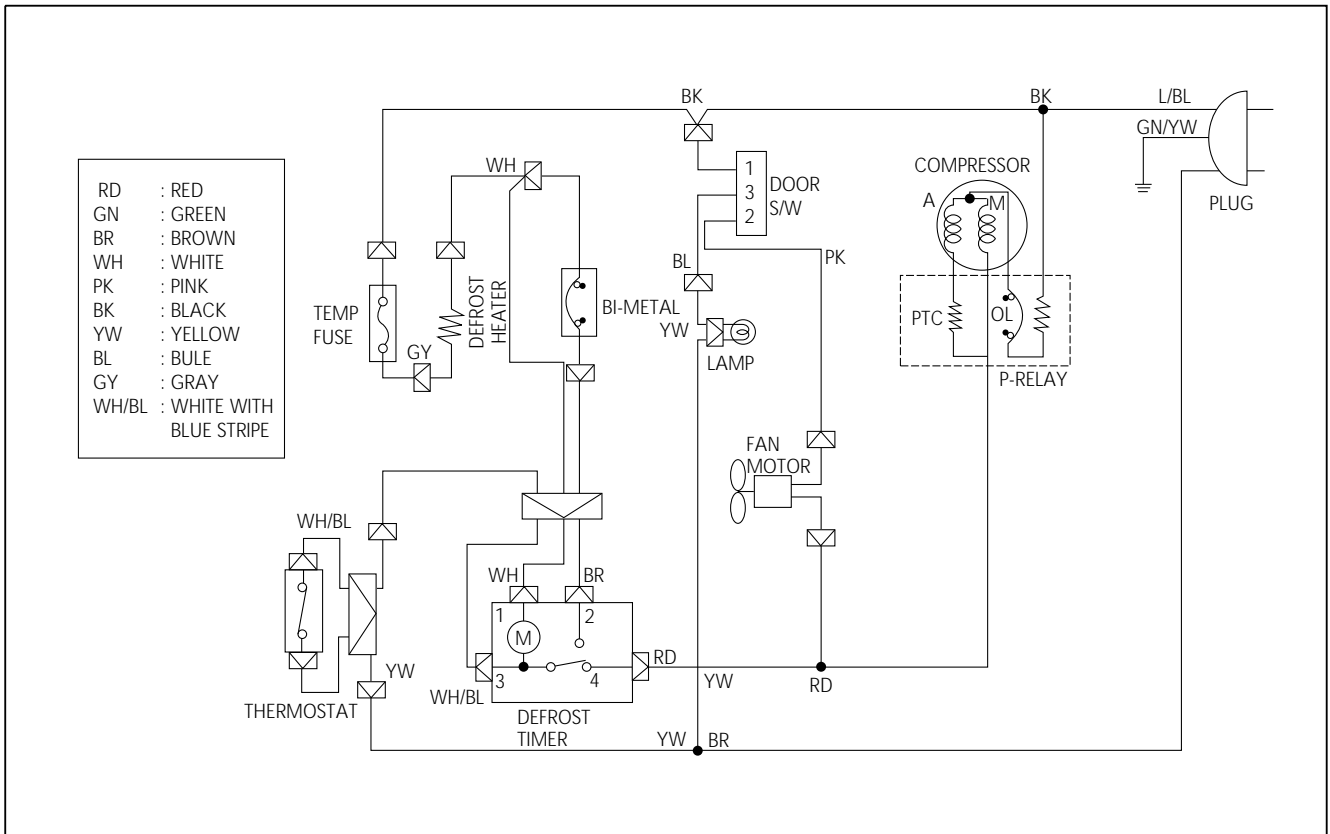 BK
BK
L/BL
GN/YW
PLUG
RD : RED
GN : GREEN
BR : BROWN
WH : WHITE
PK : PINK
BK : BLACK
YW : YELLOW
BL : BULE
GY : GRAY
WH/BL : WHITE WITH
BLUE STRIPE
WH
TEMP
FUSE
GY
DEFROST
HEATER
BI-METAL
1
3
2
DOOR
S/W
PK
BL
YW
LAMP
COMPRESSOR
A
M
PTC
OL
P-RELAY
FAN
MOTOR
WH/BL
THERMOSTAT
YW
WH
BR
1
2
M
3
4
WH/BL
RD
DEFROST
TIMER
YW
RD
YW
BR